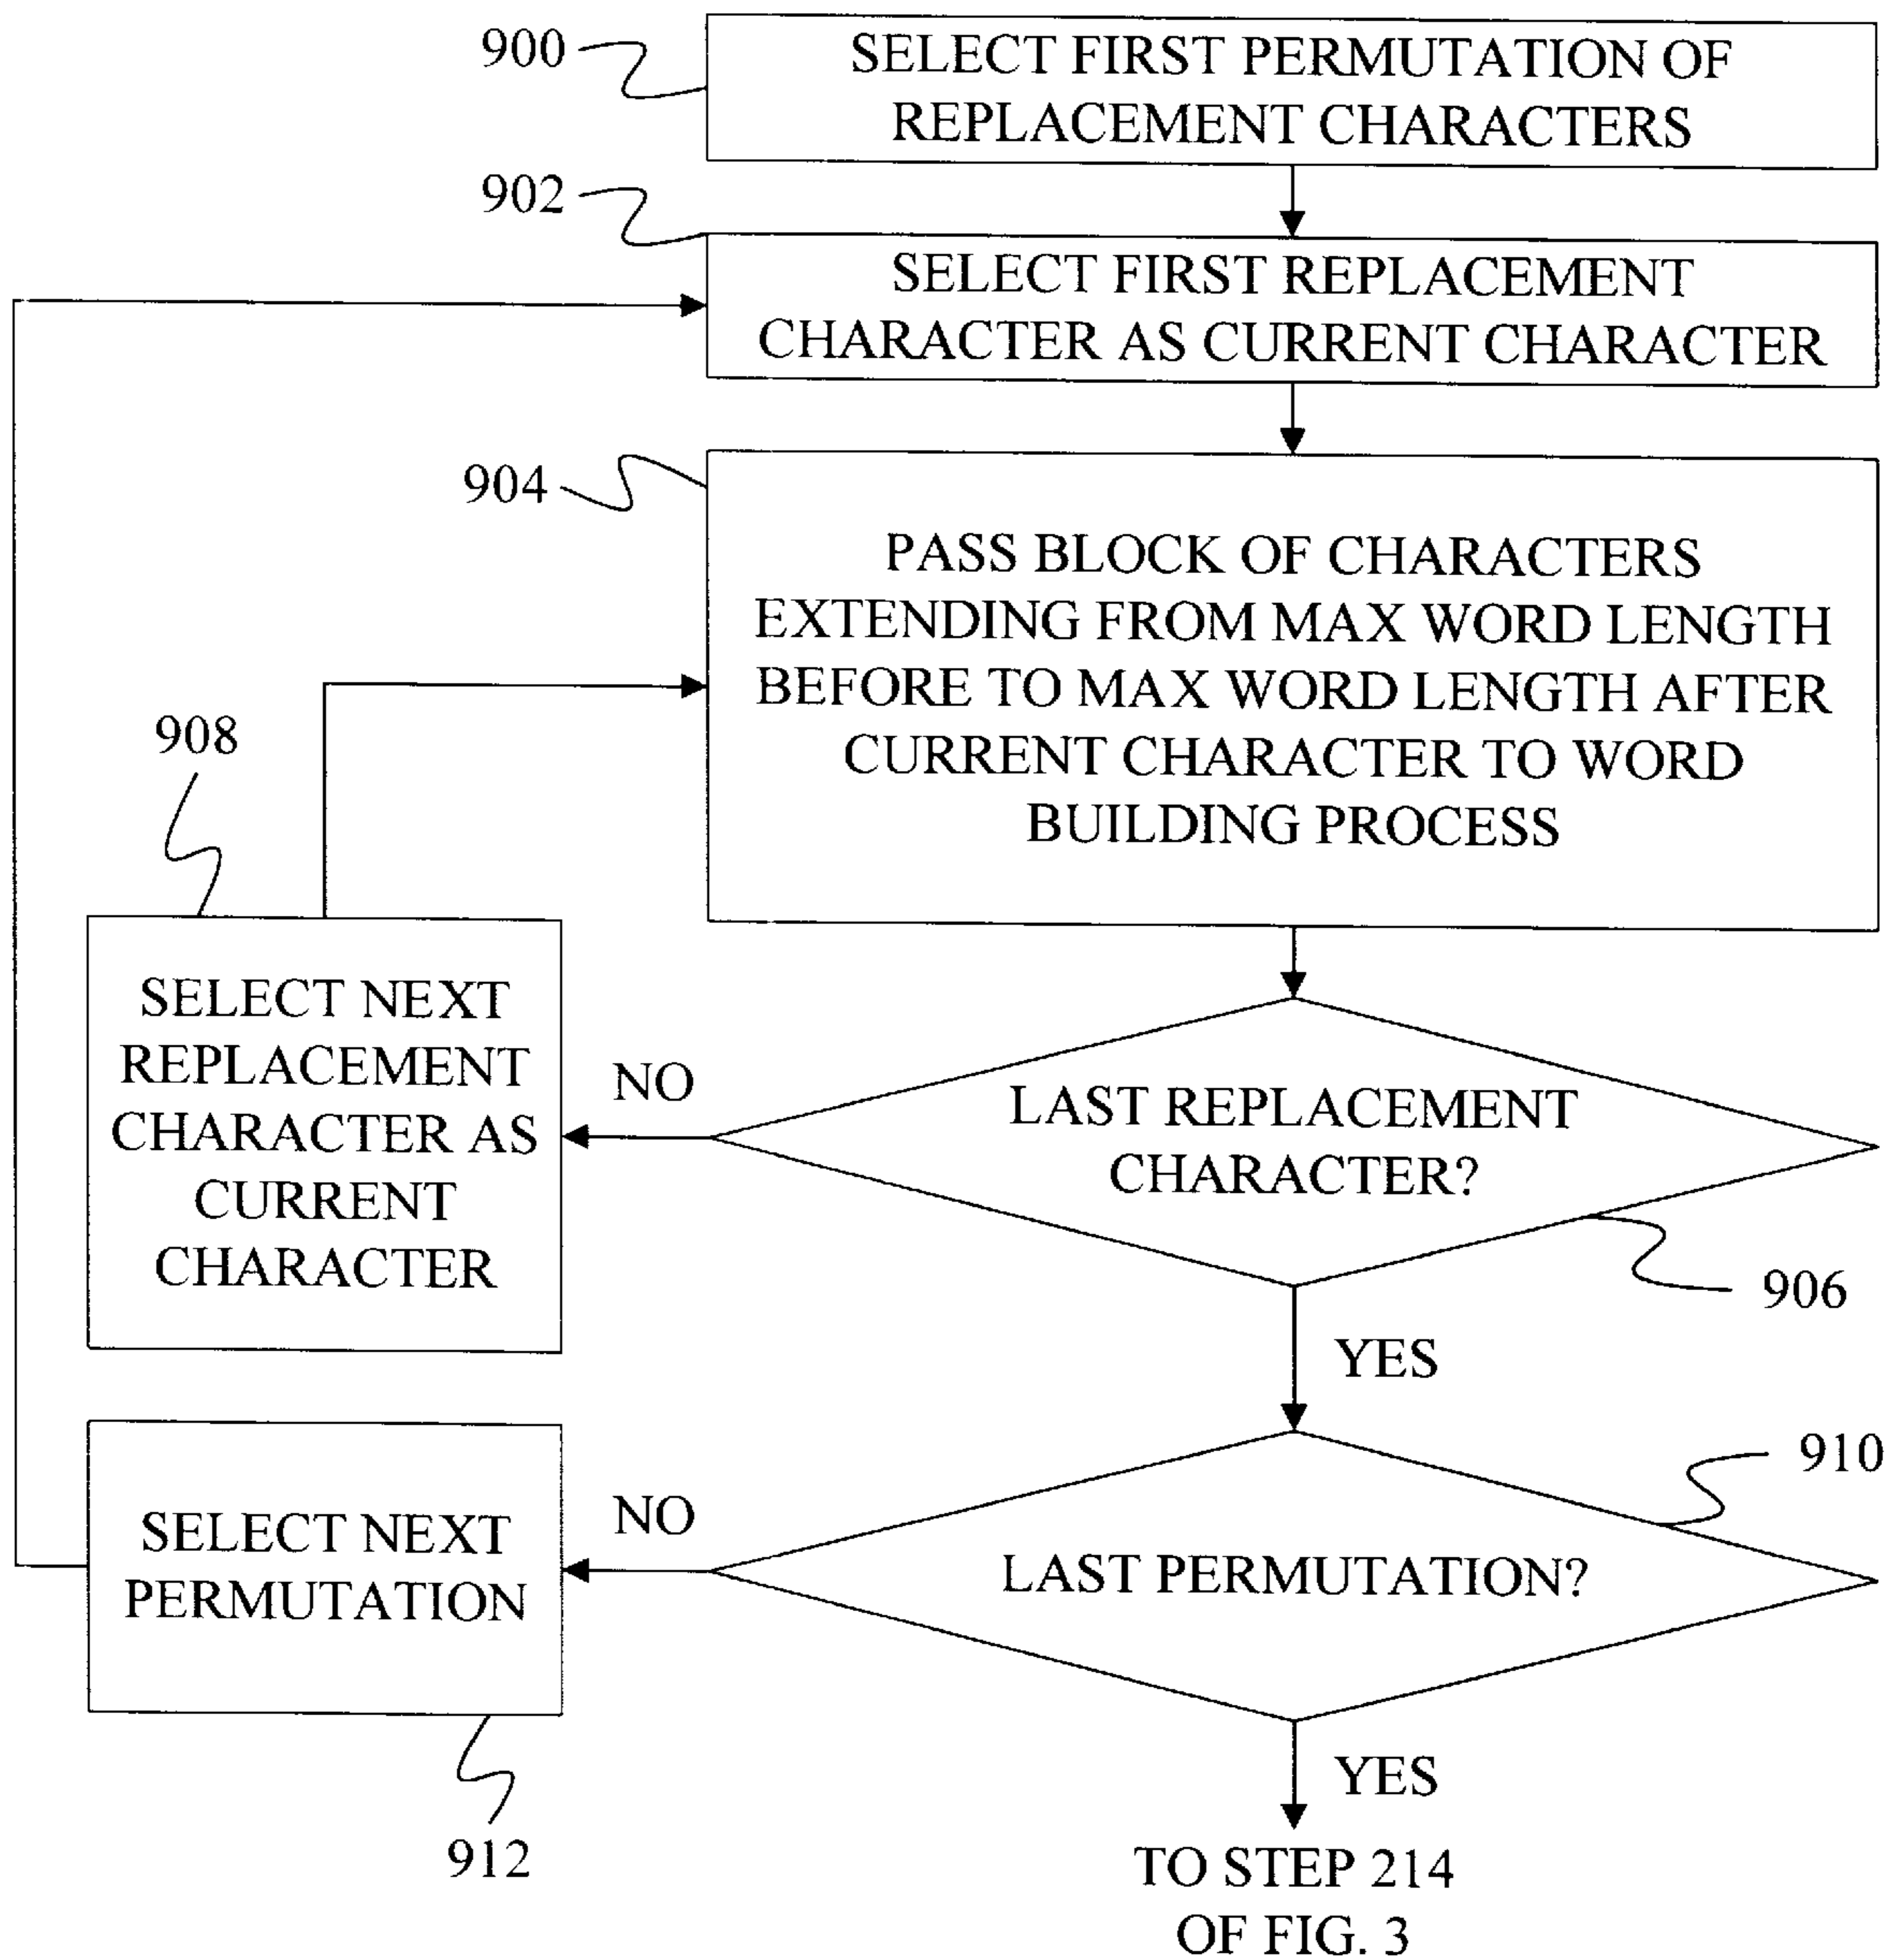 900
SELECT FIRST PERMUTATION OF
REPLACEMENT CHARACTERS
902
SELECT FIRST REPLACEMENT
CHARACTER AS CURRENT CHARACTER
904
PASS BLOCK OF CHARACTERS
EXTENDING FROM MAX WORD LENGTH
BEFORE TO MAX WORD LENGTH AFTER
CURRENT CHARACTER TO WORD
BUILDING PROCESS
908
SELECT NEXT
REPLACEMENT
CHARACTER AS
CURRENT
CHARACTER
NO
LAST REPLACEMENT
CHARACTER?
906
YES
910
SELECT NEXT
PERMUTATION
NO
LAST PERMUTATION?
912
YES
TO STEP 214
OF FIG. 3